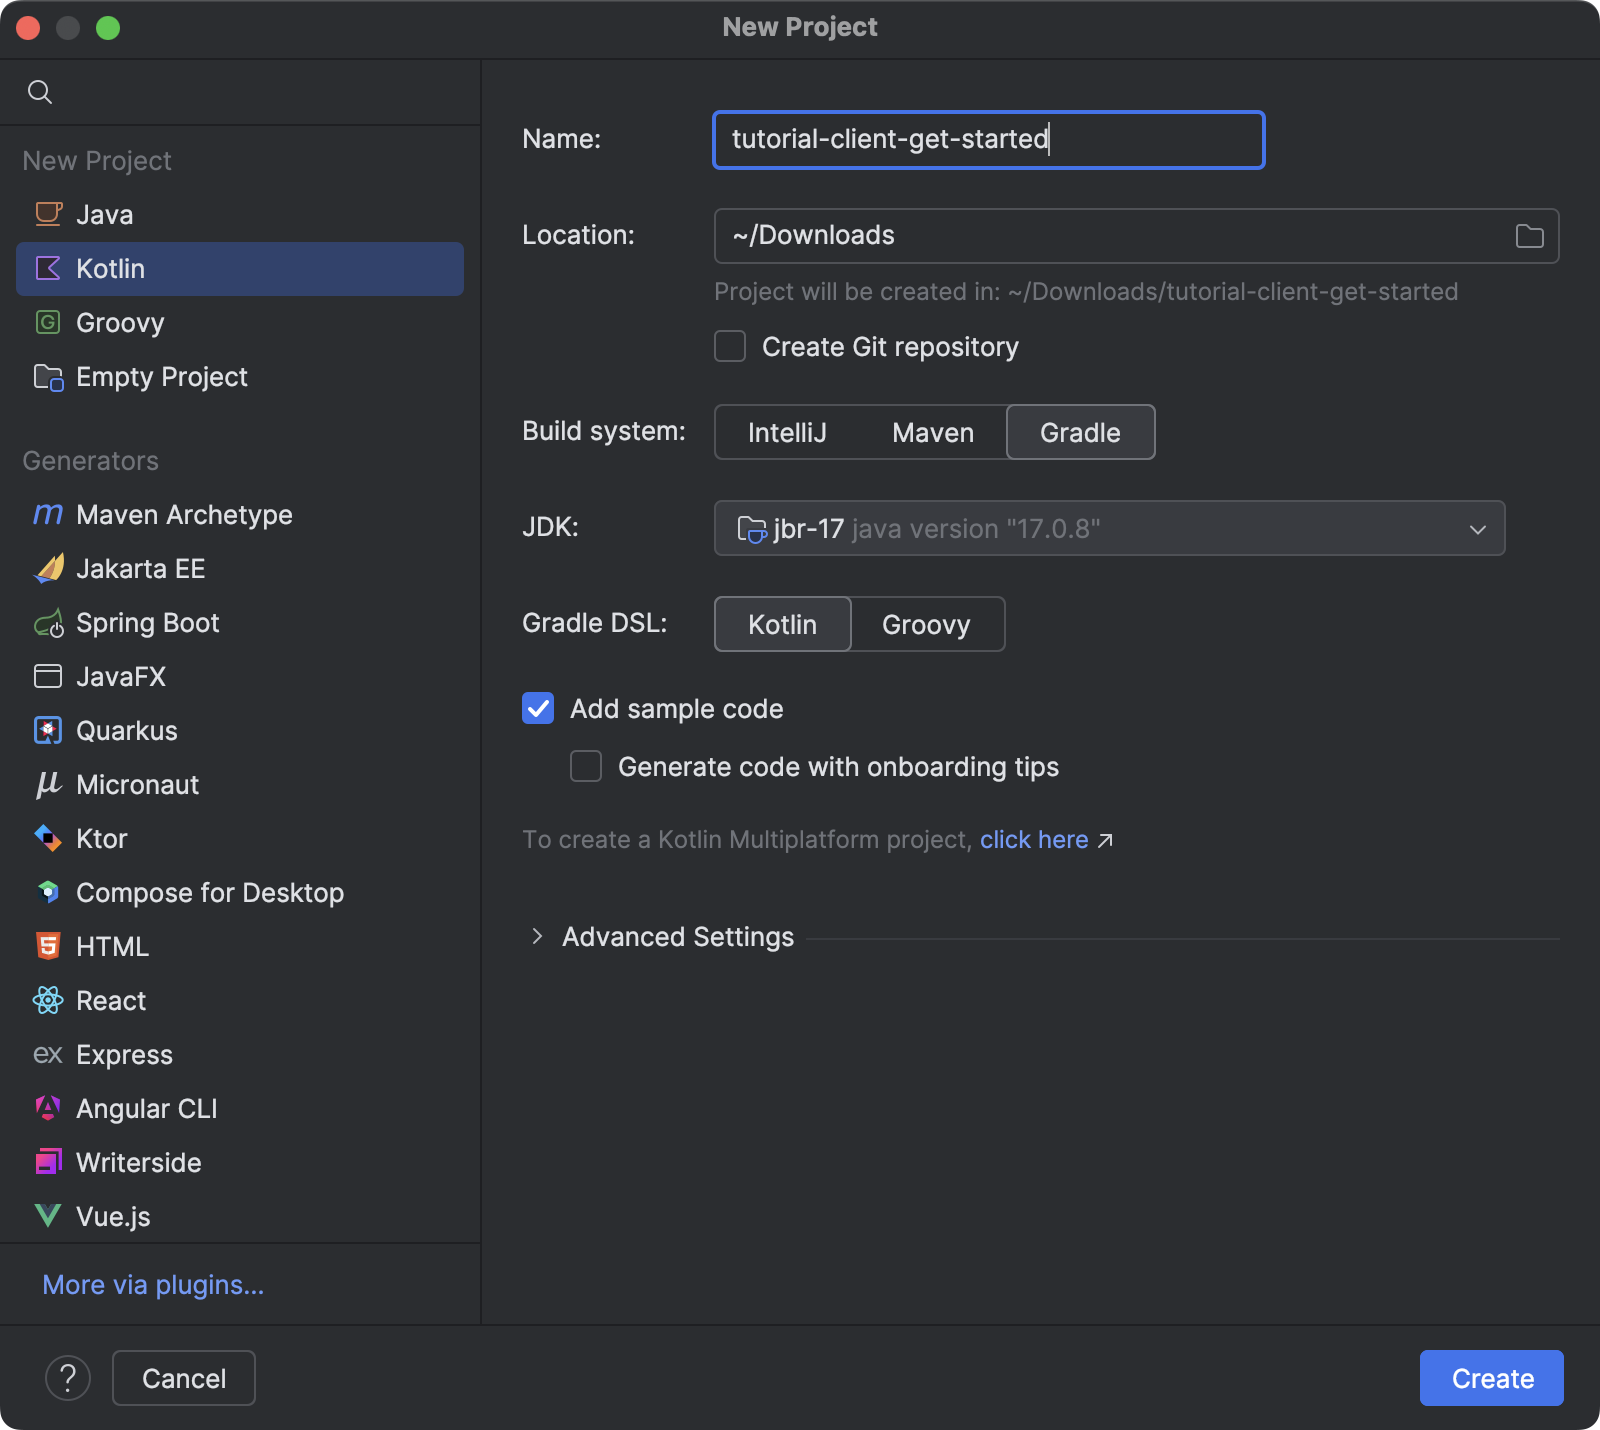 New Project
New Project
Java
Kotlin
G Groovy
Empty Project
Generators
m Maven Archetype
Jakarta EE
Spring Boot
JavaFX
Quarkus
μ Micronaut
Ktor
Compose for Desktop
5 HTML
React
ex Express
Angular CLI
Writerside
Vue.js
More via plugins...
Name: tutorial-client-get-started
Location: ~/Downloads
Project will be created in: ~/Downloads/tutorial-client-get-started
Create Git repository
Build system: IntelliJ Maven Gradle
JDK: jbr-17 java version "17.0.8"
Gradle DSL: Kotlin Groovy
Add sample code
Generate code with onboarding tips
To create a Kotlin Multiplatform project, click here ↗
Advanced Settings
? Cancel Create